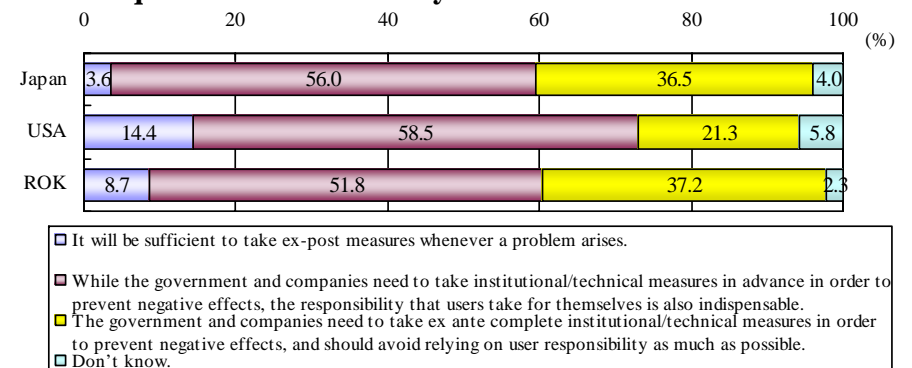 0 20 40 60 80 100
(%)
Japan 3.6 56.0 36.5 4.0
USA 14.4 58.5 21.3 5.8
ROK 8.7 51.8 37.2 2.3
It will be sufficient to take ex-post measures whenever a problem arises.
While the government and companies need to take institutional/technical measures in advance in order to
prevent negative effects, the responsibility that users take for themselves is also indispensable.
The government and companies need to take ex ante complete institutional/technical measures in order
to prevent negative effects, and should avoid relying on user responsibility as much as possible.
Don't know.